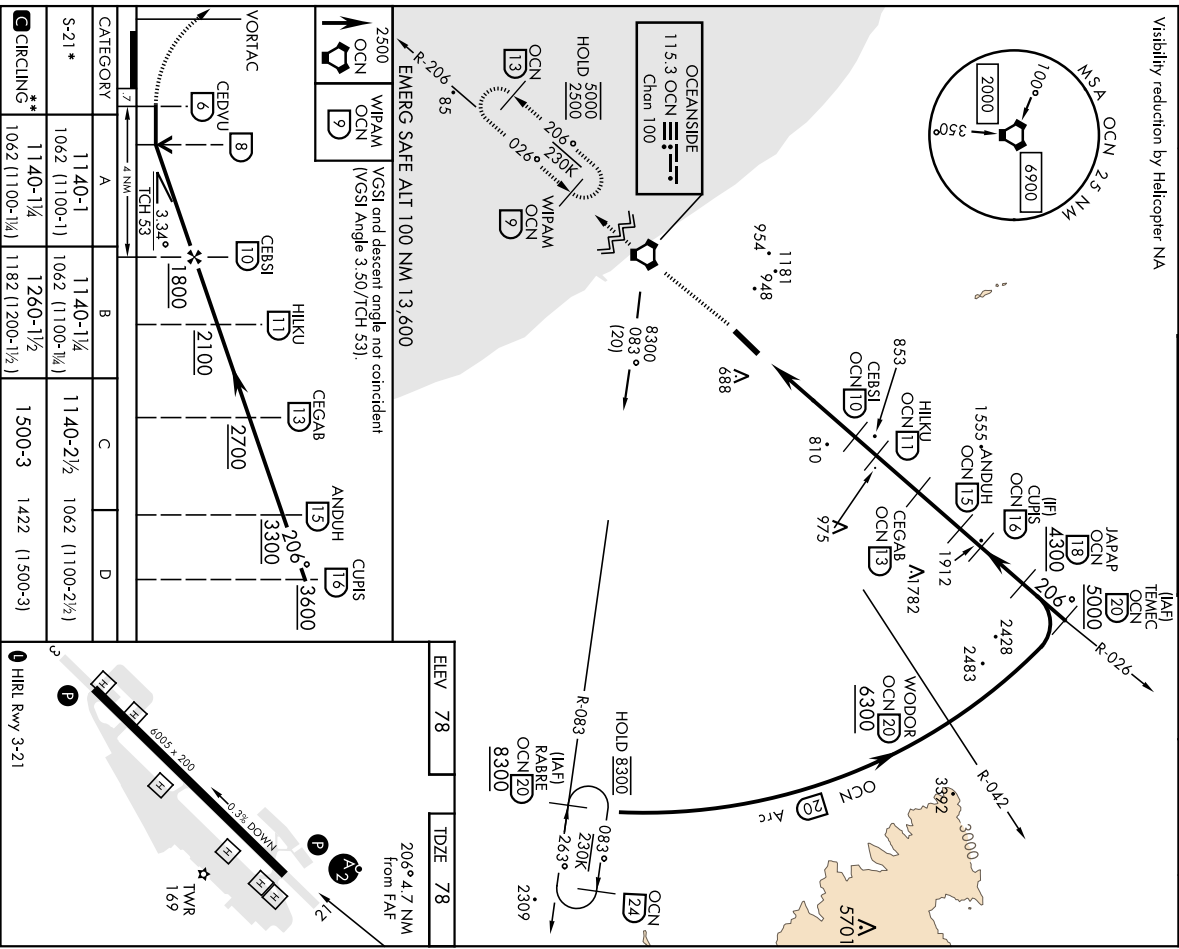 Visibility reduction by Helicopter NA
MSA OCN 25 NM
100°
350°
2000
6900
OCEANSIDE
115.3 OCN
Chan 100
HOLD 5000
2500
OCN
13
R-206
85
206°
230K
026°
WIPAM
OCN
9
EMERG SAFE ALT 100 NM 13,600
954
1181
948
8300
083°
(20)
688
853
CEBSI
OCN 10
810
HILKU
OCN 11
975
CEGAB
OCN 13
1555
ANDUH
OCN 15
1912
(IF)
CUPIS
OCN 16
1782
JAPAP
OCN
18
4300
(IAF)
TEMEC
OCN
20
5000
206°
R-026
2428
2483
WODOR
OCN 20
6300
R-042
3392
3000
OCN 20 Arc
5701
R-083
HOLD 8300
(IAF)
RABRE
OCN 20
8300
083°
230K
263°
OCN
24
2309
2500
OCN
WIPAM
OCN
9
VGSI and descent angle not coincident
(VGSI Angle 3.50/TCH 53).
VORTAC
CEDVU
6
8
CEBSI
10
HILKU
11
CEGAB
13
ANDUH
15
CUPIS
16
3.34°
TCH 53
1800
2100
2700
3300
206°
3600
.7
4 NM
CATEGORY A B C D
S-21* 1140-1 1062 (1100-1) 1140-1¼ 1062 (1100-1¼) 1140-2½ 1062 (1100-2½)
C CIRCLING** 1140-1¼ 1062 (1100-1¼) 1260-1½ 1182 (1200-1½) 1500-3 1422 (1500-3)
ELEV 78
TDZE 78
206° 4.7 NM
from FAF
3
P
H
H
H
H
H
H
6005 x 200
0.3% DOWN
P
A2
TWR
169
21
L HIRL Rwy 3-21